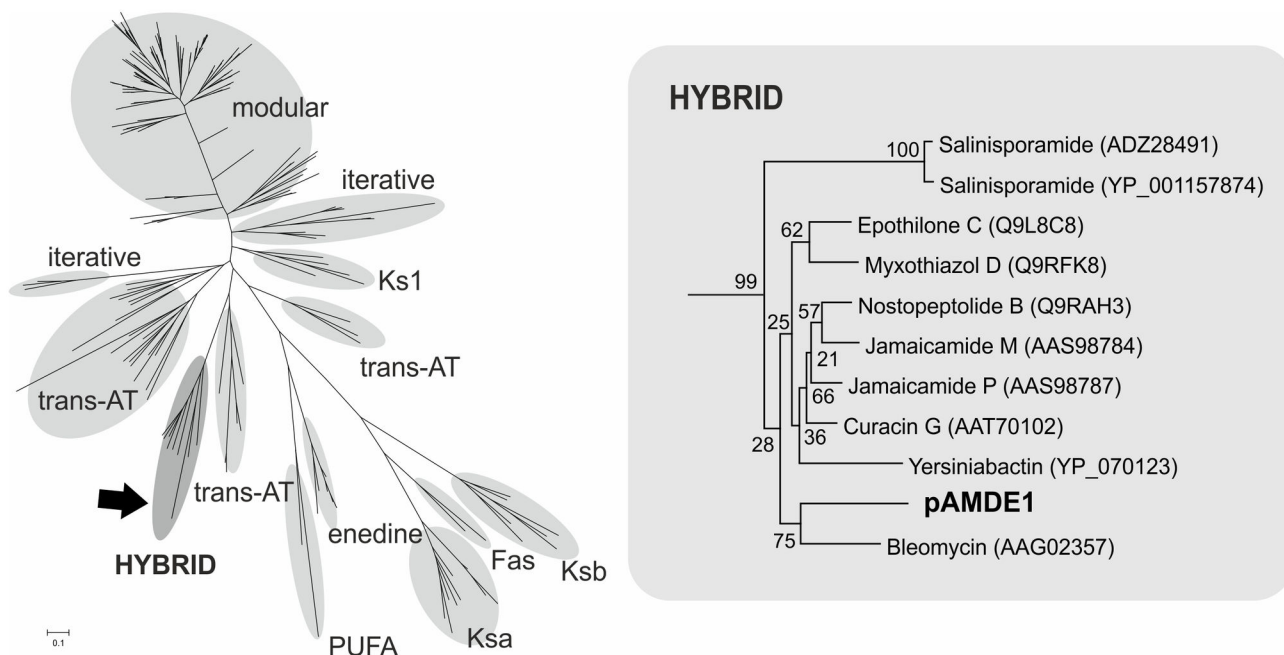 modular
iterative
iterative
Ks1
trans-AT
trans-AT
trans-AT
HYBRID
enedine
Fas
Ksb
Ksa
PUFA
0.1
HYBRID
100
Salinisporamide (ADZ28491)
Salinisporamide (YP_001157874)
62
Epothilone C (Q9L8C8)
Myxothiazol D (Q9RFK8)
99
25
57
Nostopeptolide B (Q9RAH3)
Jamaicamide M (AAS98784)
21
Jamaicamide P (AAS98787)
66
Curacin G (AAT70102)
36
28
Yersiniabactin (YP_070123)
pAMDE1
75
Bleomycin (AAG02357)